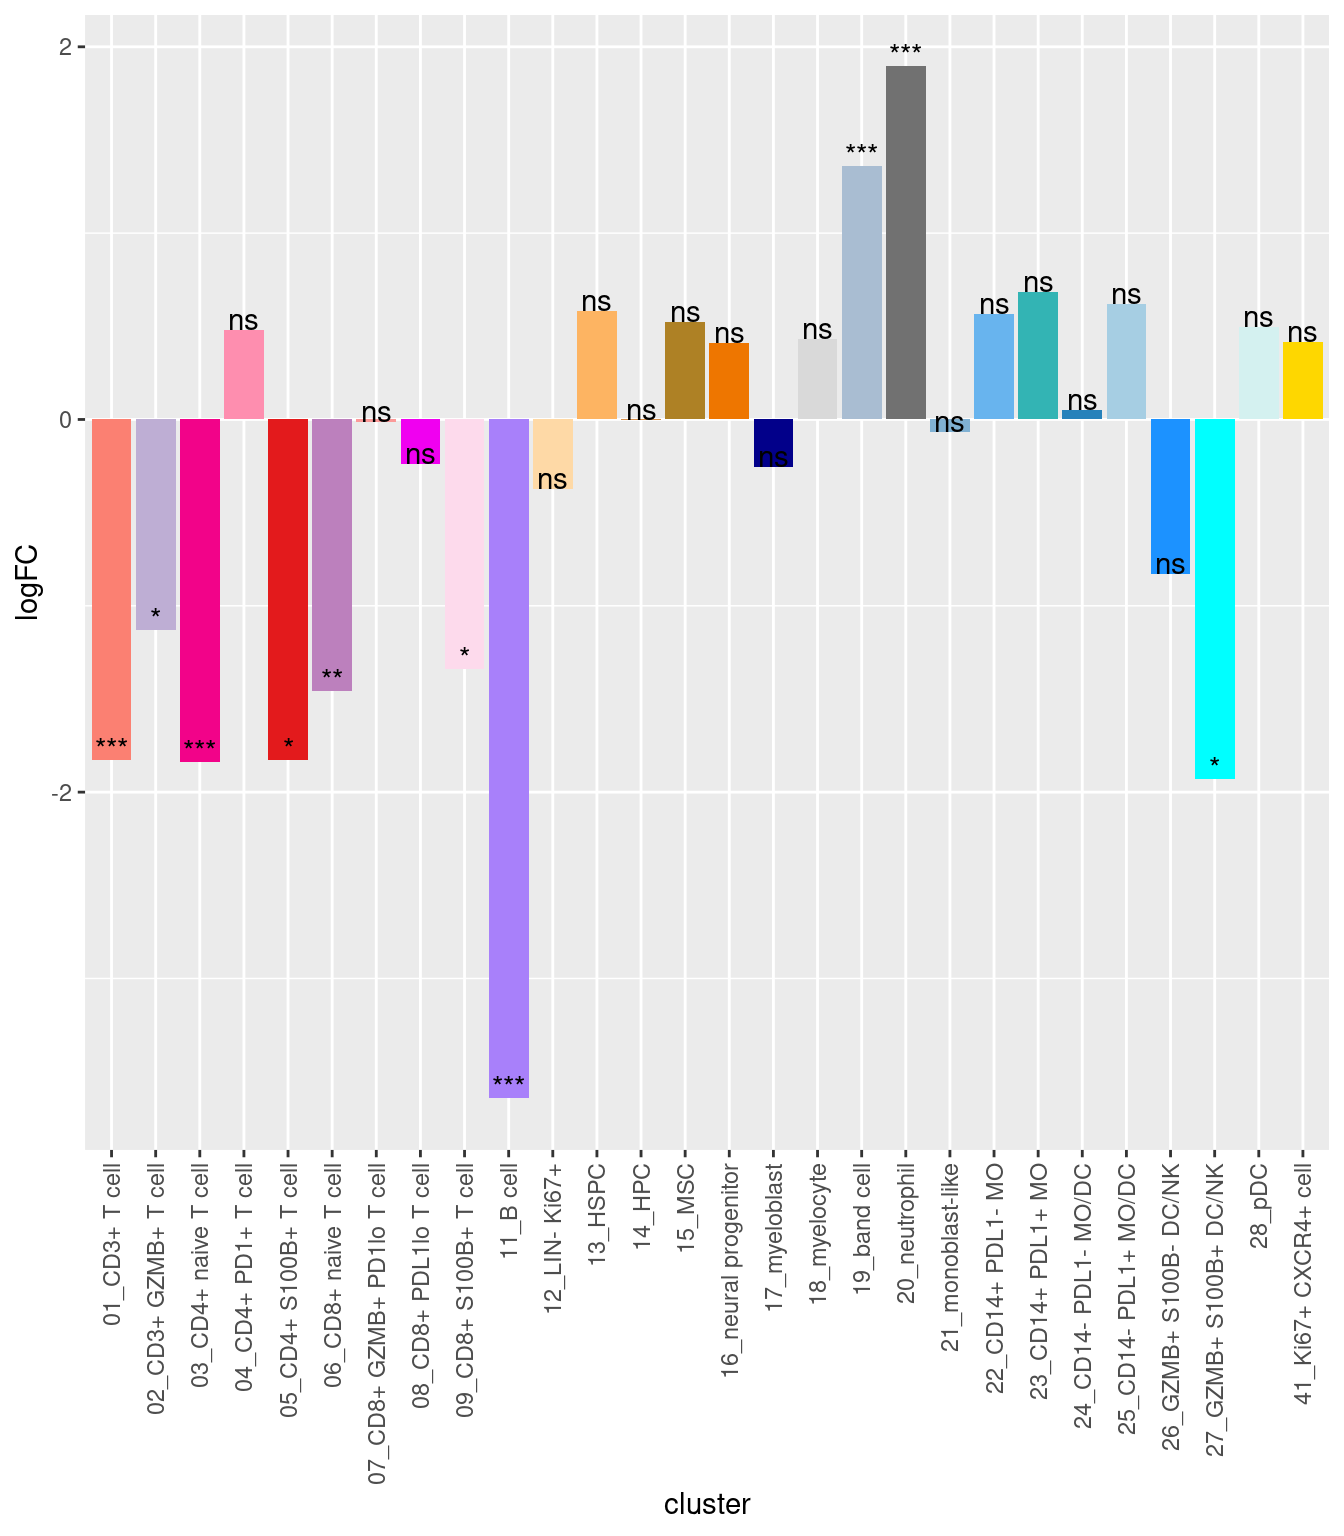 2
0
-2
logFC
***
*
***
ns
*
**
ns
ns
*
***
ns
ns
ns
ns
ns
ns
ns
***
***
ns
ns
ns
ns
ns
ns
*
ns
ns
01_CD3+ T cell
02_CD3+ GZMB+ T cell
03_CD4+ naive T cell
04_CD4+ PD1+ T cell
05_CD4+ S100B+ T cell
06_CD8+ naive T cell
07_CD8+ GZMB+ PD1lo T cell
08_CD8+ PDL1lo T cell
09_CD8+ S100B+ T cell
11_B cell
12_LIN- Ki67+
13_HSPC
14_HPC
15_MSC
16_neural progenitor
17_myeloblast
18_myelocyte
19_band cell
20_neutrophil
21_monoblast-like
22_CD14+ PDL1- MO
23_CD14+ PDL1+ MO
24_CD14- PDL1- MO/DC
25_CD14- PDL1+ MO/DC
26_GZMB+ S100B- DC/NK
27_GZMB+ S100B+ DC/NK
28_pDC
41_Ki67+ CXCR4+ cell
cluster